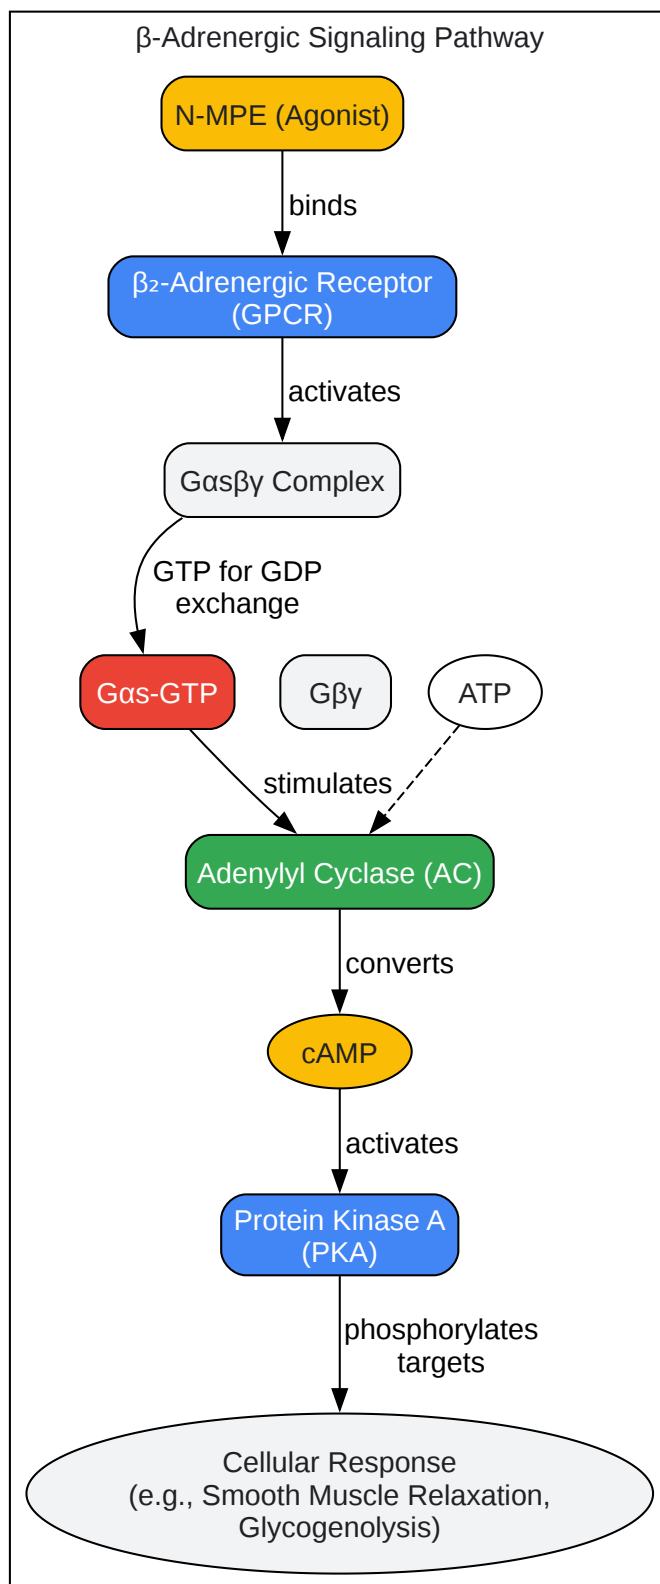 β-Adrenergic Signaling Pathway
N-MPE (Agonist)
binds
β₂-Adrenergic Receptor
(GPCR)
activates
Gαsβγ Complex
GTP for GDP
exchange
Gαs-GTP
Gβγ
ATP
stimulates
Adenylyl Cyclase (AC)
converts
cAMP
activates
Protein Kinase A
(PKA)
phosphorylates
targets
Cellular Response
(e.g., Smooth Muscle Relaxation,
Glycogenolysis)